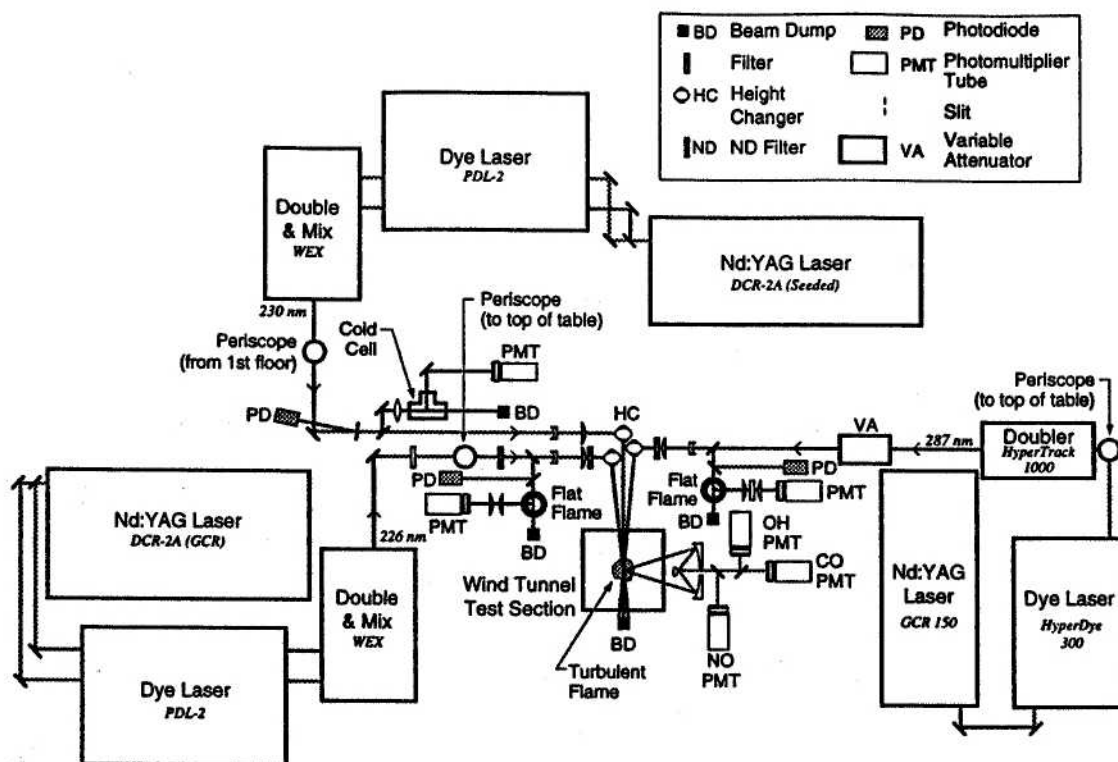 BD Beam Dump
PD Photodiode
Filter
PMT Photomultiplier
Tube
HC Height
Changer
Slit
ND ND Filter
VA Variable
Attenuator
Dye Laser
PDL-2
Double
& Mix
WEX
Nd:YAG Laser
DCR-2A (Seeded)
230 nm
Periscope
(to top of table)
Periscope
(from 1st floor)
Cold
Cell
PMT
BD
PD
HC
VA
287 nm
Periscope
(to top of table)
Doubler
HyperTrack
1000
PD
PMT
Flat
Flame
BD
PD
Flat
Flame
PMT
BD
OH
PMT
CO
PMT
NO
PMT
Nd:YAG Laser
DCR-2A (GCR)
226 nm
Double
& Mix
WEX
Wind Tunnel
Test Section
BD
Turbulent
Flame
Nd:YAG
Laser
GCR 150
Dye Laser
HyperDye
300
Dye Laser
PDL-2